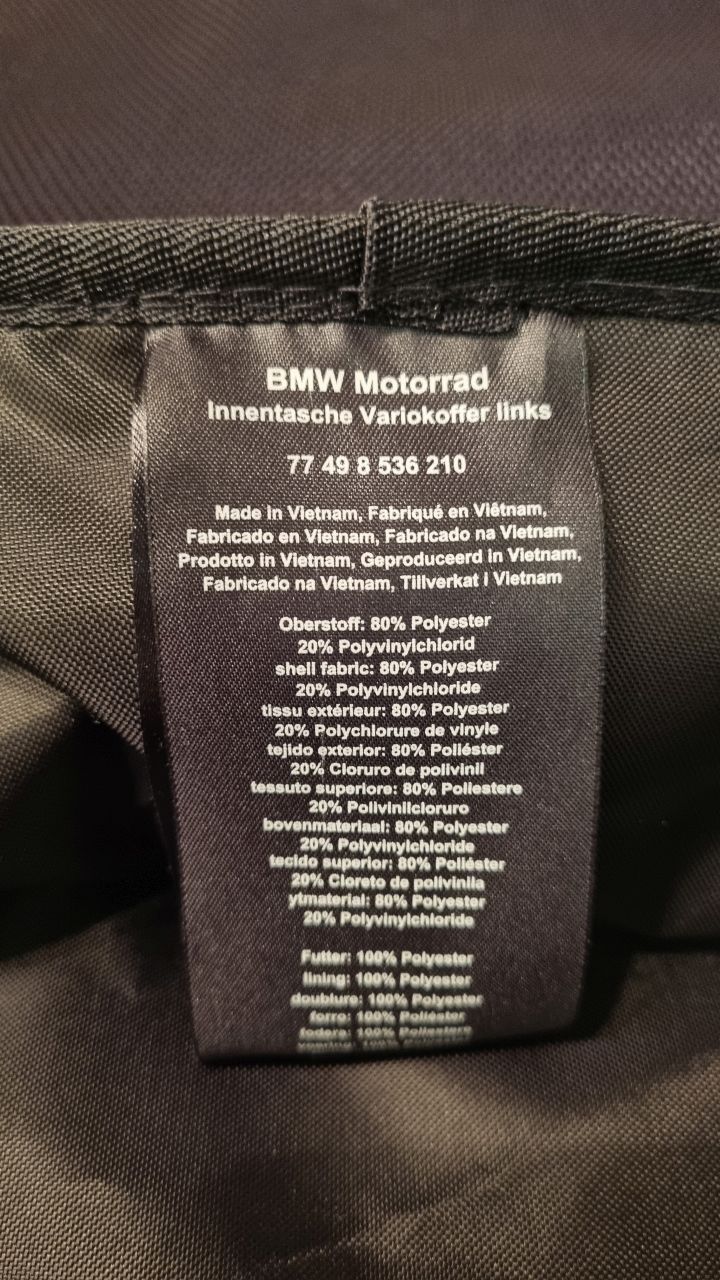 BMW Motorrad
Innentasche Variokoffer links
77 49 8 536 210
Made in Vietnam, Fabriqué en Viêtnam,
Fabricado en Vietnam, Fabricado na Vietnam,
Prodotto in Vietnam, Geproduceerd in Vietnam,
Fabricado na Vietnam, Tillverkat i Vietnam
Oberstoff: 80% Polyester
20% Polyvinylchlorid
shell fabric: 80% Polyester
20% Polyvinylchloride
tissu extérieur: 80% Polyester
20% Polychlorure de vinyle
tejido exterior: 80% Poliéster
20% Cloruro de polivinil
tessuto superiore: 80% Poliestere
20% Polivinilcloruro
bovenmateriaal: 80% Polyester
20% Polyvinylchloride
tecido superior: 80% Poliéster
20% Cloreto de polivinila
ytmaterial: 80% Polyester
20% Polyvinylchloride
Futter: 100% Polyester
lining: 100% Polyester
doublure: 100% Polyester
forro: 100% Poliéster
fodera: 100% Poliestere